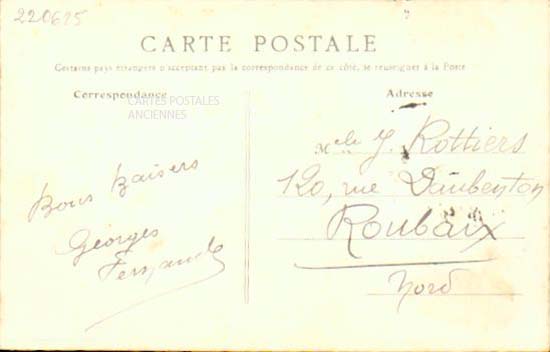 220625
CARTE POSTALE
Certains pays étrangers n'acceptant pas la correspondance de ce côté, se renseigner à la Poste
Correspondance
Adresse
CARTES POSTALES
ANCIENNES
Melle J. Rottiers
120, rue Daubenton
Roubaix
Nord
Bons baisers
Georges
Fernande